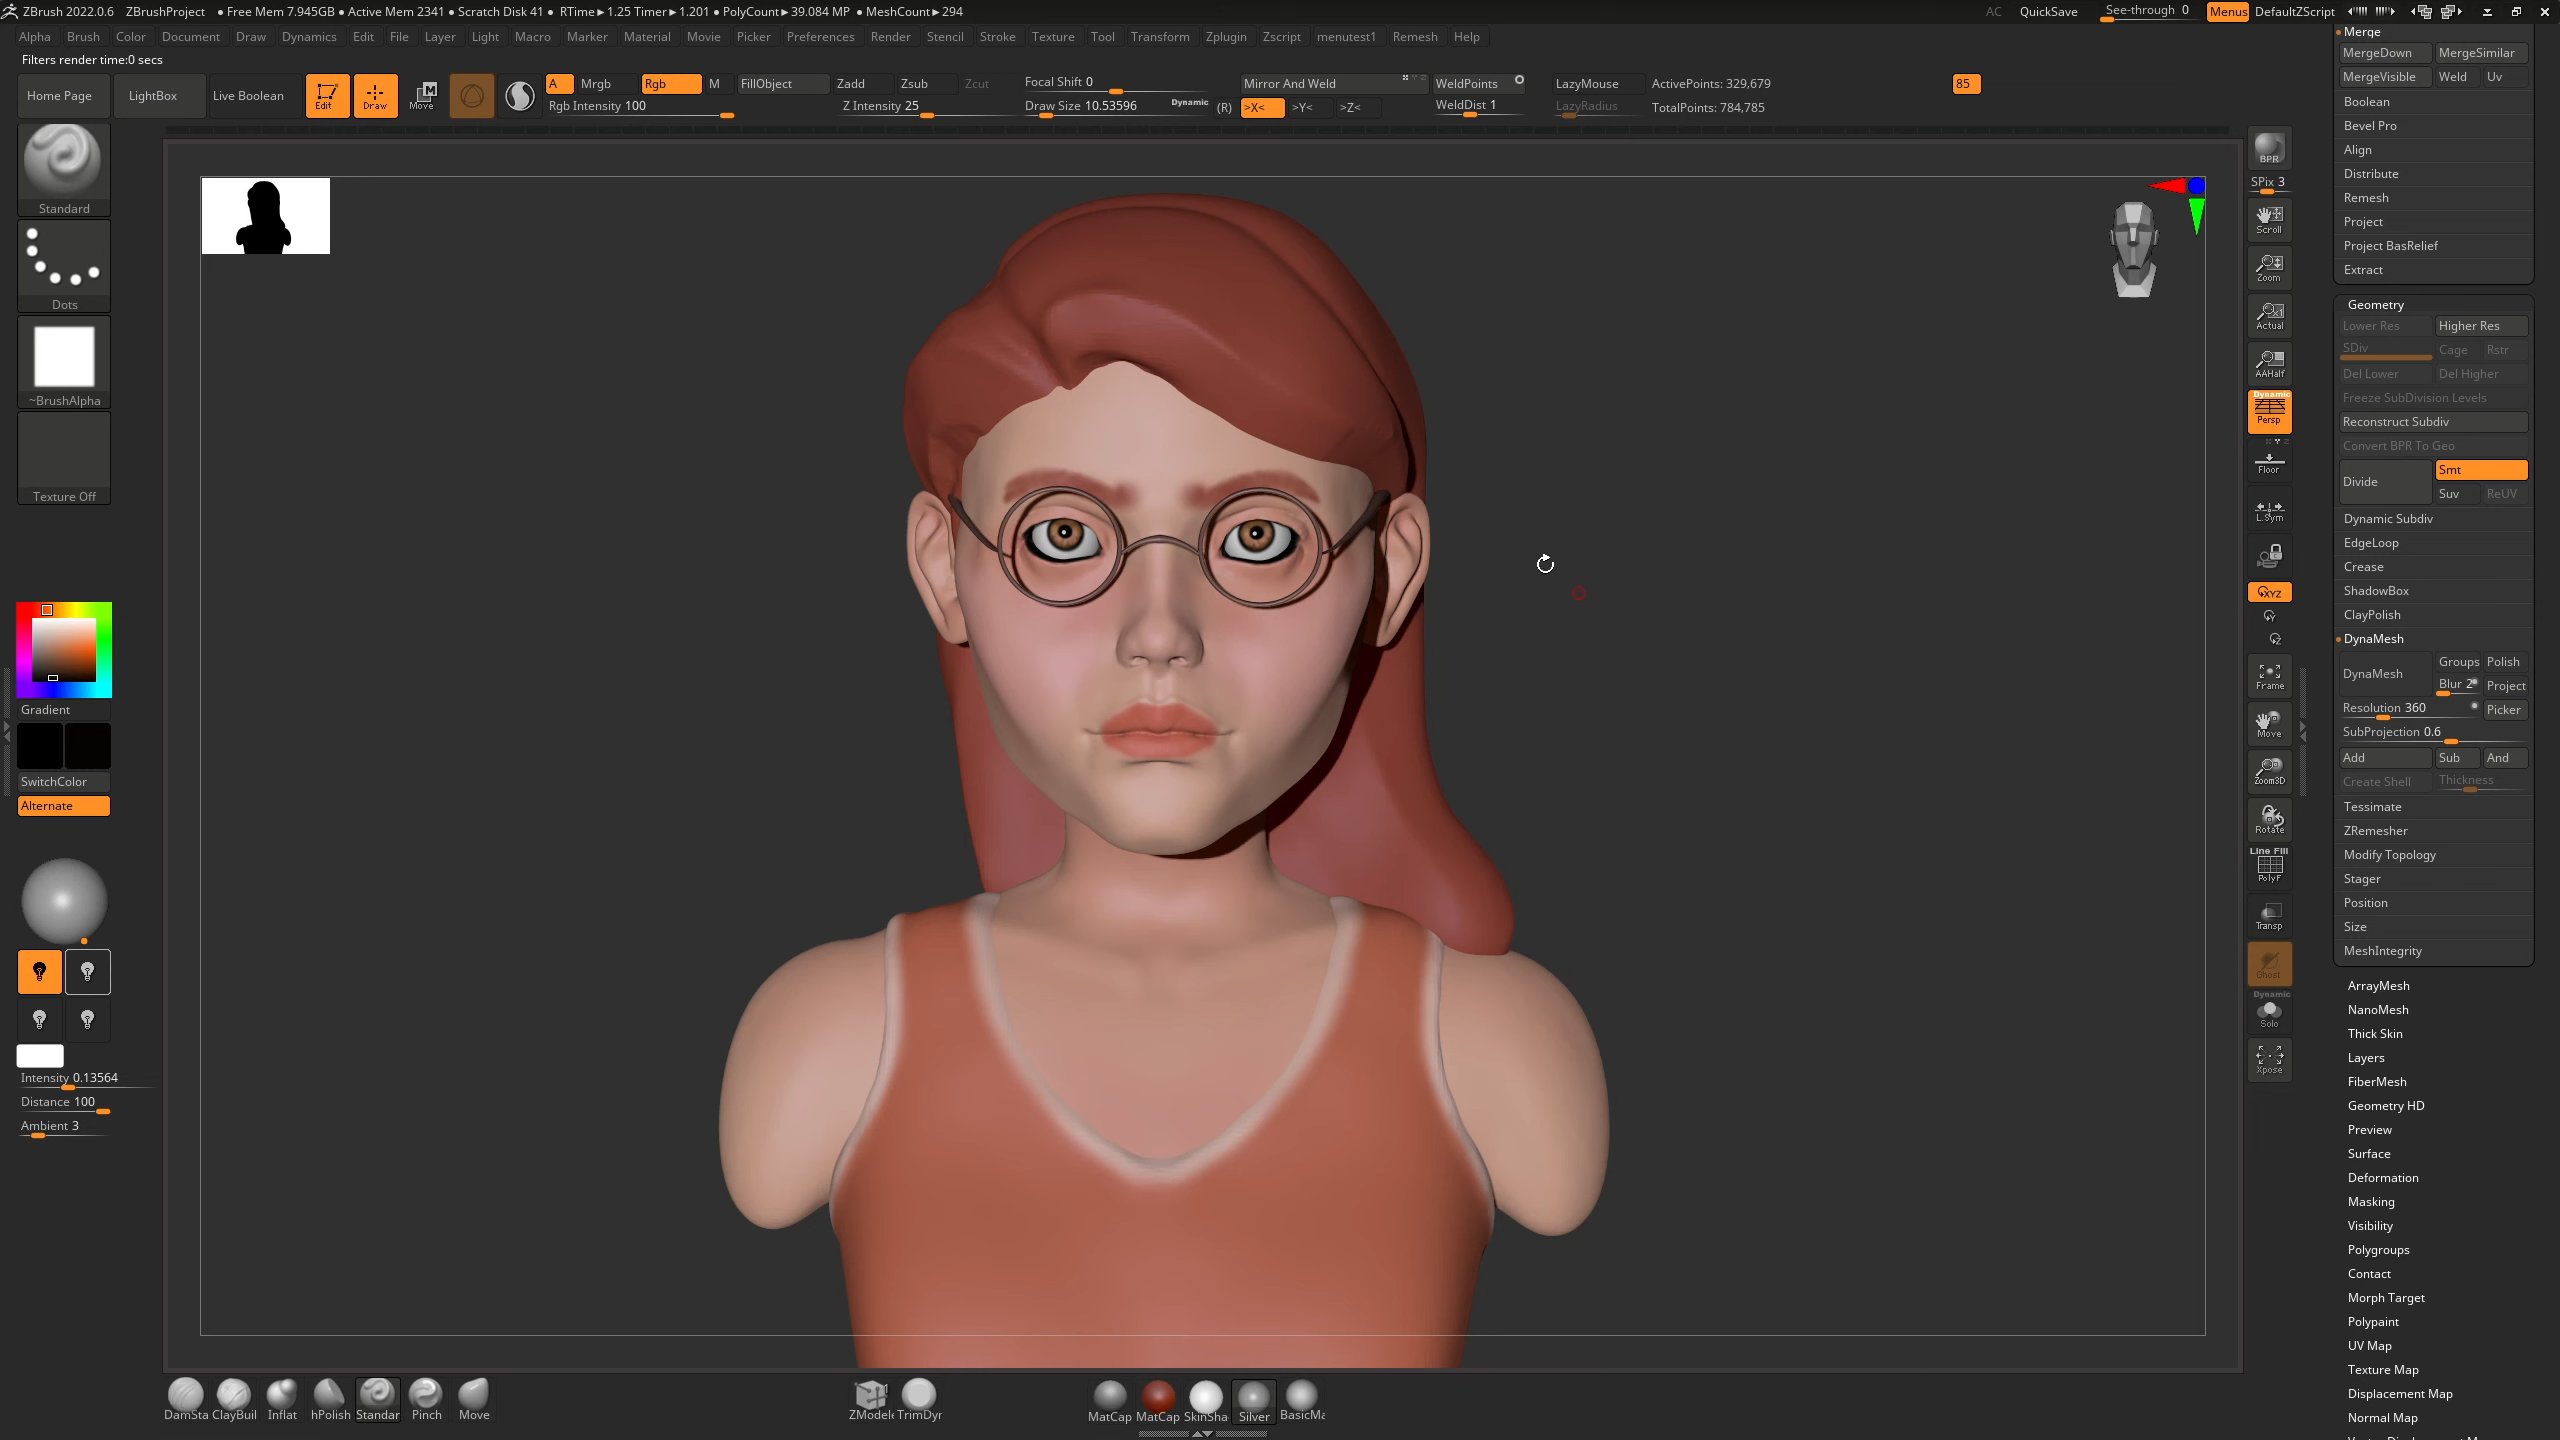 ZBrush 2022.0.6 ZBrushProject ● Free Mem 7.945GB ● Active Mem 2341 ● Scratch Disk 41 ● RTime►1.25 Timer►1.201 ● PolyCount►39.084 MP ● MeshCount►294 AC QuickSave See-through 0 Menus DefaultZScript
Alpha Brush Color Document Draw Dynamics Edit File Layer Light Macro Marker Material Movie Picker Preferences Render Stencil Stroke Texture Tool Transform Zplugin Zscript menutest1 Remesh Help
Filters render time:0 secs
Home Page LightBox Live Boolean Edit Draw Move
A Mrgb Rgb M FillObject Zadd Zsub Zcut Focal Shift 0 Mirror And Weld WeldPoints LazyMouse ActivePoints: 329,679 85
Rgb Intensity 100 Z Intensity 25 Draw Size 10.53596 Dynamic (R) >X< >Y< >Z< WeldDist 1 LazyRadius TotalPoints: 784,785
Standard
Dots
~BrushAlpha
Texture Off
Gradient
SwitchColor
Alternate
Intensity 0.13564
Distance 100
Ambient 3
BPR
SPix 3
Scroll
Zoom
Actual
AAHalf
Dynamic
Persp
Floor
L.Sym
XYZ
Frame
Move
Zoom3D
Rotate
Line Fill
PolyF
Transp
Ghost
Dynamic
Solo
Xpose
Merge
MergeDown MergeSimilar
MergeVisible Weld Uv
Boolean
Bevel Pro
Align
Distribute
Remesh
Project
Project BasRelief
Extract
Geometry
Lower Res Higher Res
SDiv Cage Rstr
Del Lower Del Higher
Freeze SubDivision Levels
Reconstruct Subdiv
Convert BPR To Geo
Divide Smt
Suv ReUV
Dynamic Subdiv
EdgeLoop
Crease
ShadowBox
ClayPolish
DynaMesh
DynaMesh Groups Polish
Blur 2 Project
Resolution 360 Picker
SubProjection 0.6
Add Sub And
Create Shell Thickness
Tessimate
ZRemesher
Modify Topology
Stager
Position
Size
MeshIntegrity
ArrayMesh
NanoMesh
Thick Skin
Layers
FiberMesh
Geometry HD
Preview
Surface
Deformation
Masking
Visibility
Polygroups
Contact
Morph Target
Polypaint
UV Map
Texture Map
Displacement Map
Normal Map
DamSta ClayBuil Inflat hPolish Standar Pinch Move ZModele TrimDyr MatCap MatCap SkinSha Silver BasicMa